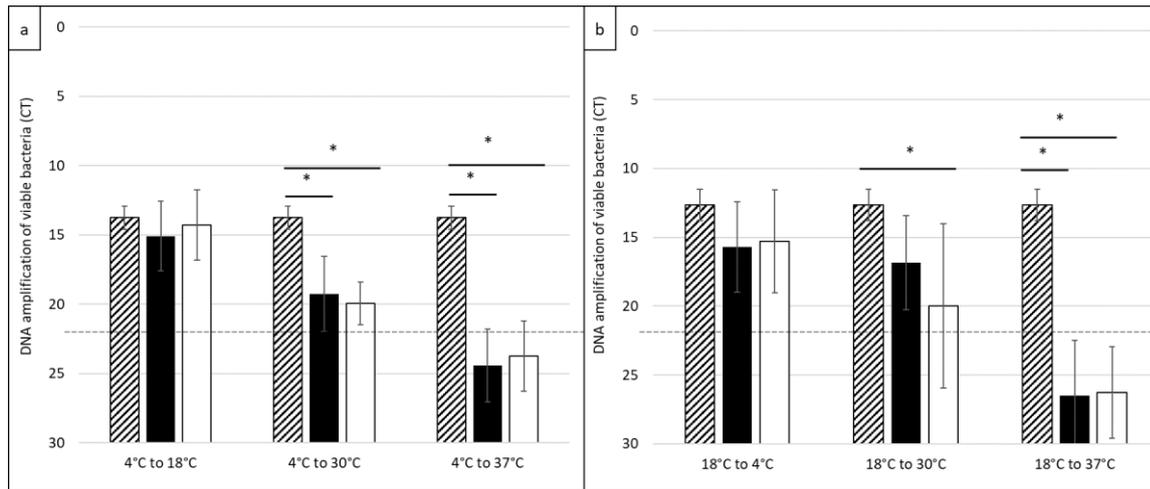 a
DNA amplification of viable bacteria (CT)
0
5
10
15
20
25
30
*
*
*
*
4°C to 18°C
4°C to 30°C
4°C to 37°C
b
DNA amplification of viable bacteria (CT)
0
5
10
15
20
25
30
*
*
*
18°C to 4°C
18°C to 30°C
18°C to 37°C